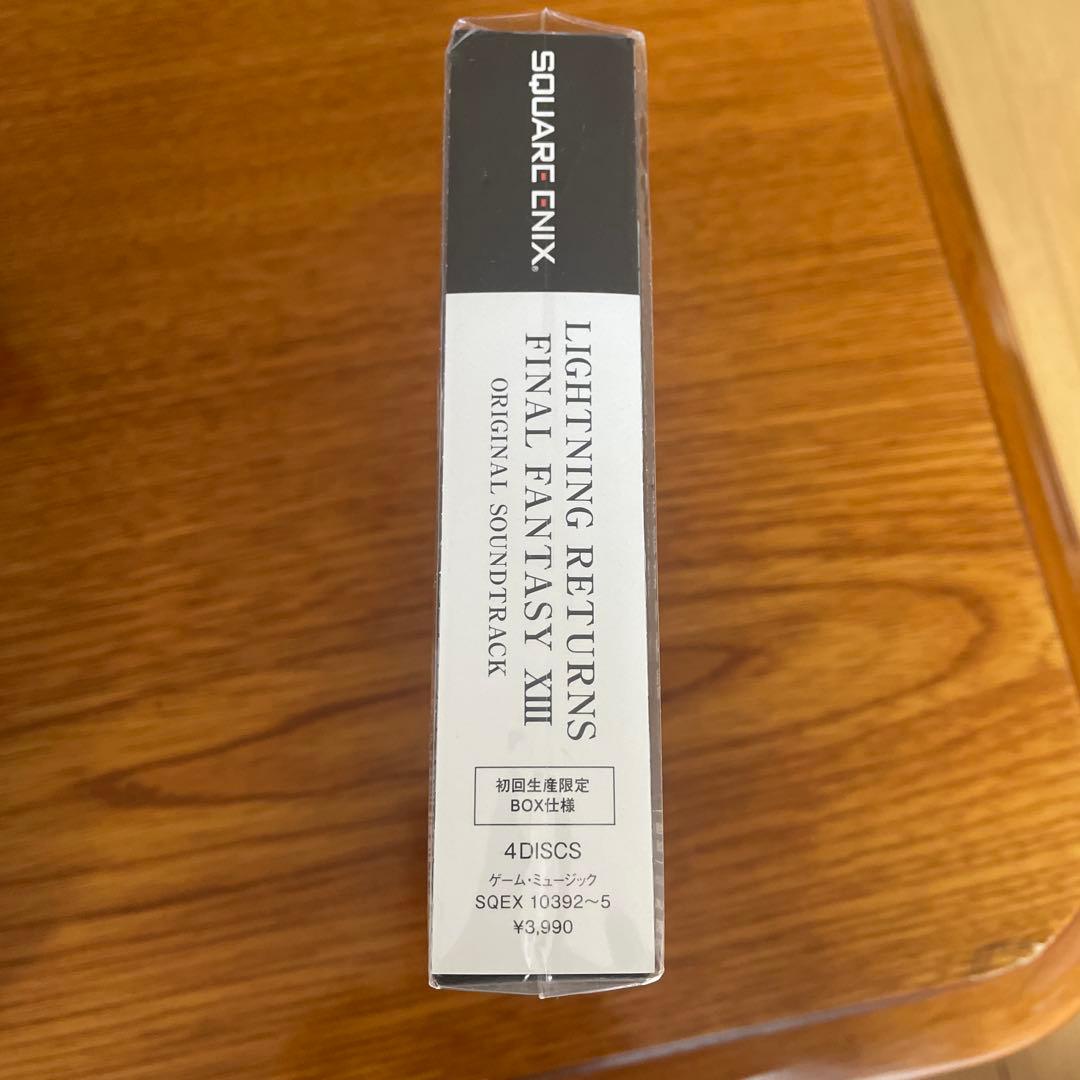 SQUARE ENIX®
LIGHTNING RETURNS
FINAL FANTASY XIII
ORIGINAL SOUNDTRACK
初回生産限定
BOX仕様
4DISCS
ゲーム・ミュージック
SQEX 10392〜5
¥3,990